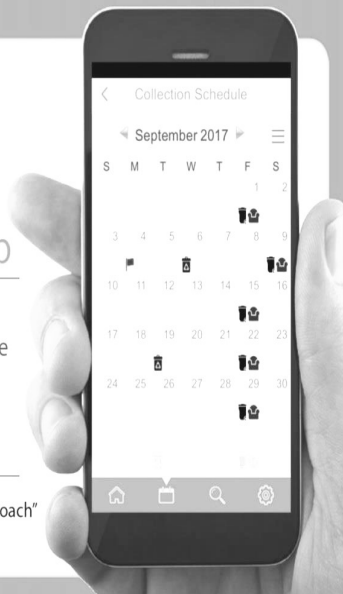 Collection Schedule
September 2017
S M T W T F S
1 2
3 4 5 6 7 8 9
10 11 12 13 14 15 16
17 18 19 20 21 22 23
24 25 26 27 28 29 30
oach"